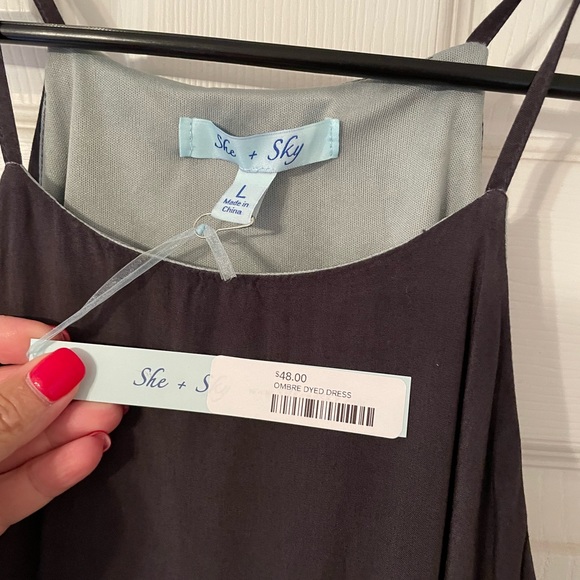 She + Sky
L
Made in
China
She + Sky
$48.00
OMBRE DYED DRESS